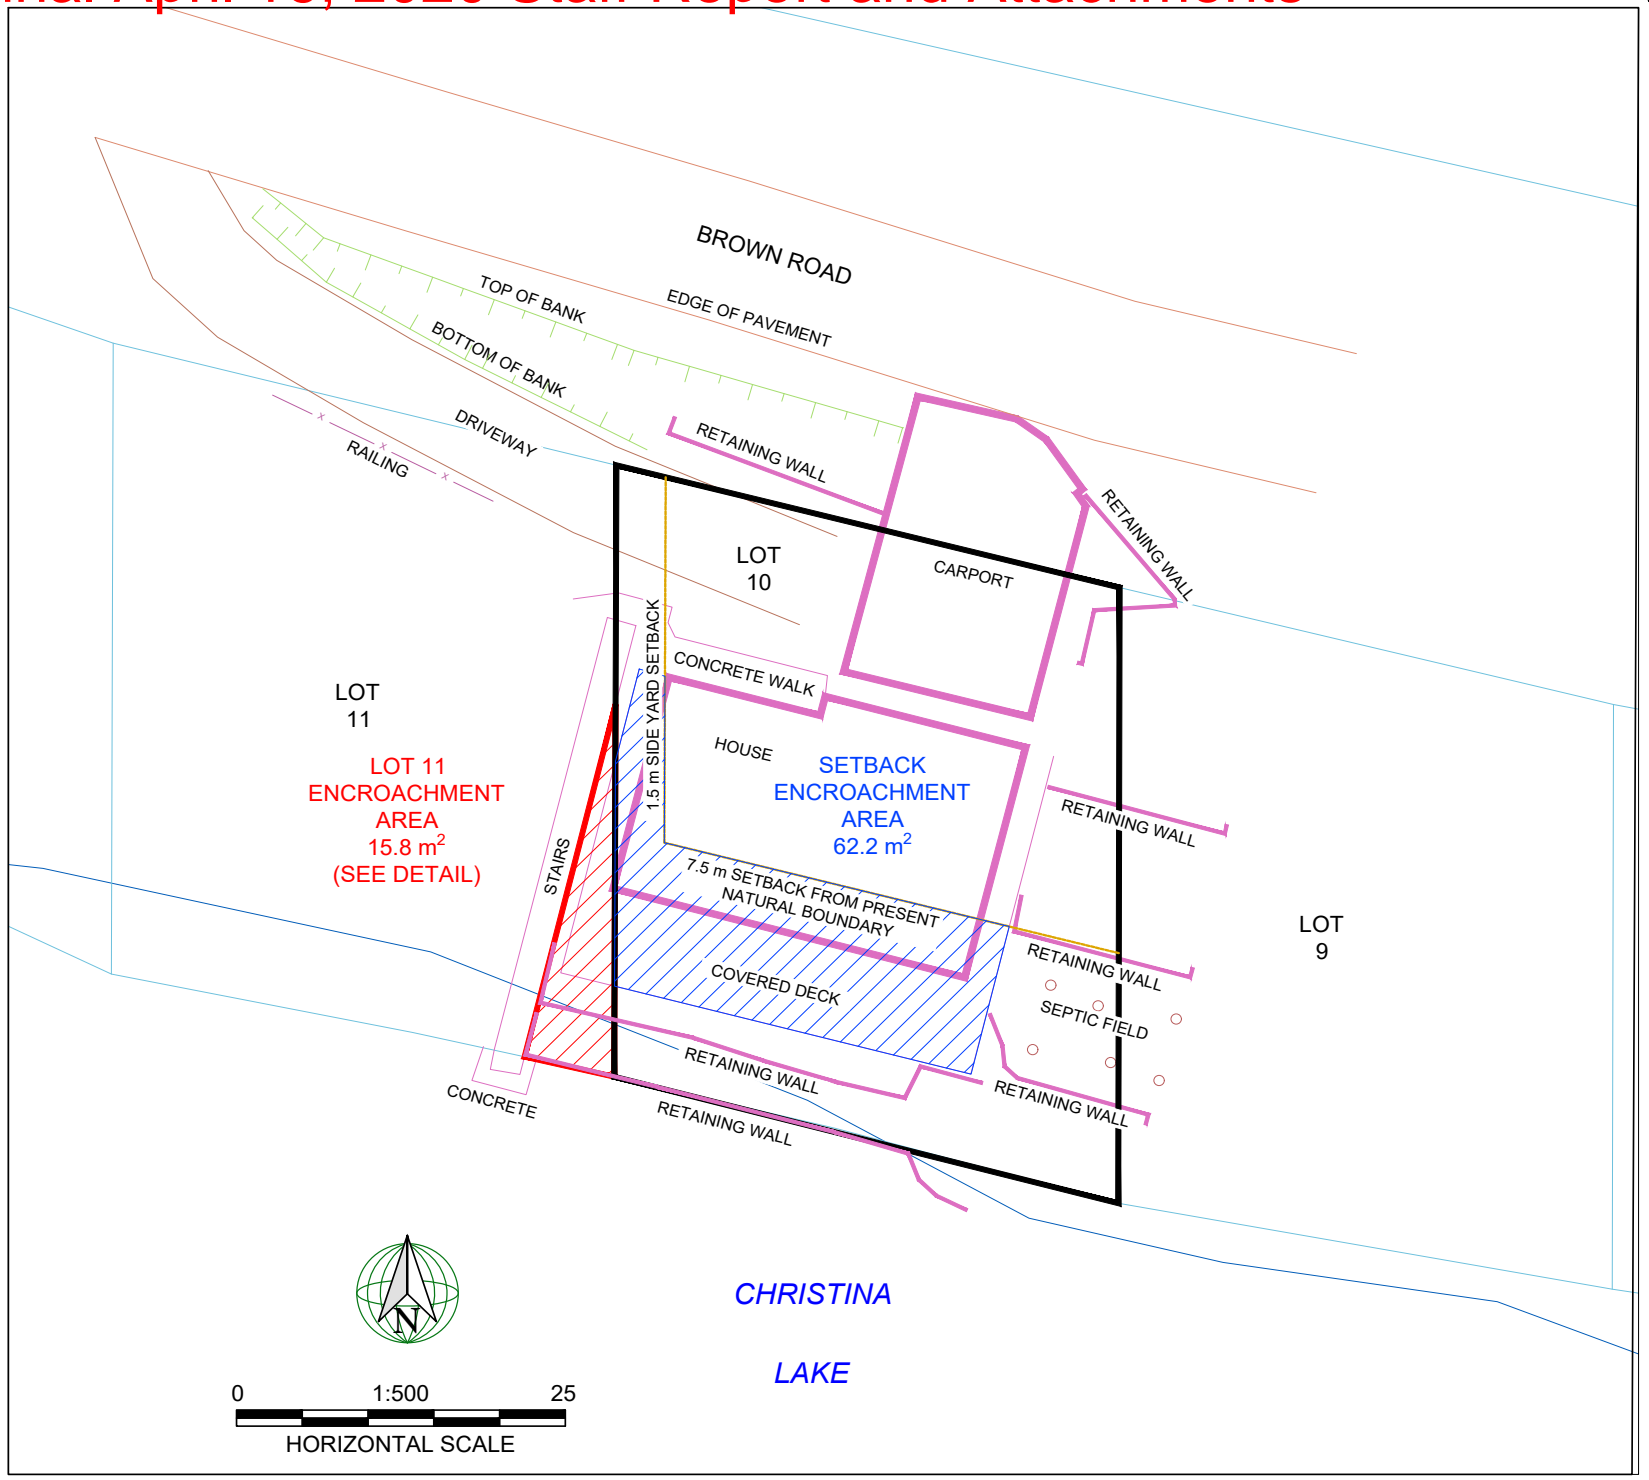 Staff Report and Attachments
BROWN ROAD
EDGE OF PAVEMENT
TOP OF BANK
BOTTOM OF BANK
DRIVEWAY
RAILING
RETAINING WALL
RETAINING WALL
CARPORT
LOT
10
1.5 m SIDE YARD SETBACK
CONCRETE WALK
LOT
11
HOUSE
LOT 11
ENCROACHMENT
AREA
15.8 m²
(SEE DETAIL)
SETBACK
ENCROACHMENT
AREA
62.2 m²
RETAINING WALL
STAIRS
7.5 m SETBACK FROM PRESENT
NATURAL BOUNDARY
LOT
9
RETAINING WALL
COVERED DECK
SEPTIC FIELD
RETAINING WALL
RETAINING WALL
CONCRETE
RETAINING WALL
N
CHRISTINA
LAKE
0 1:500 25
HORIZONTAL SCALE